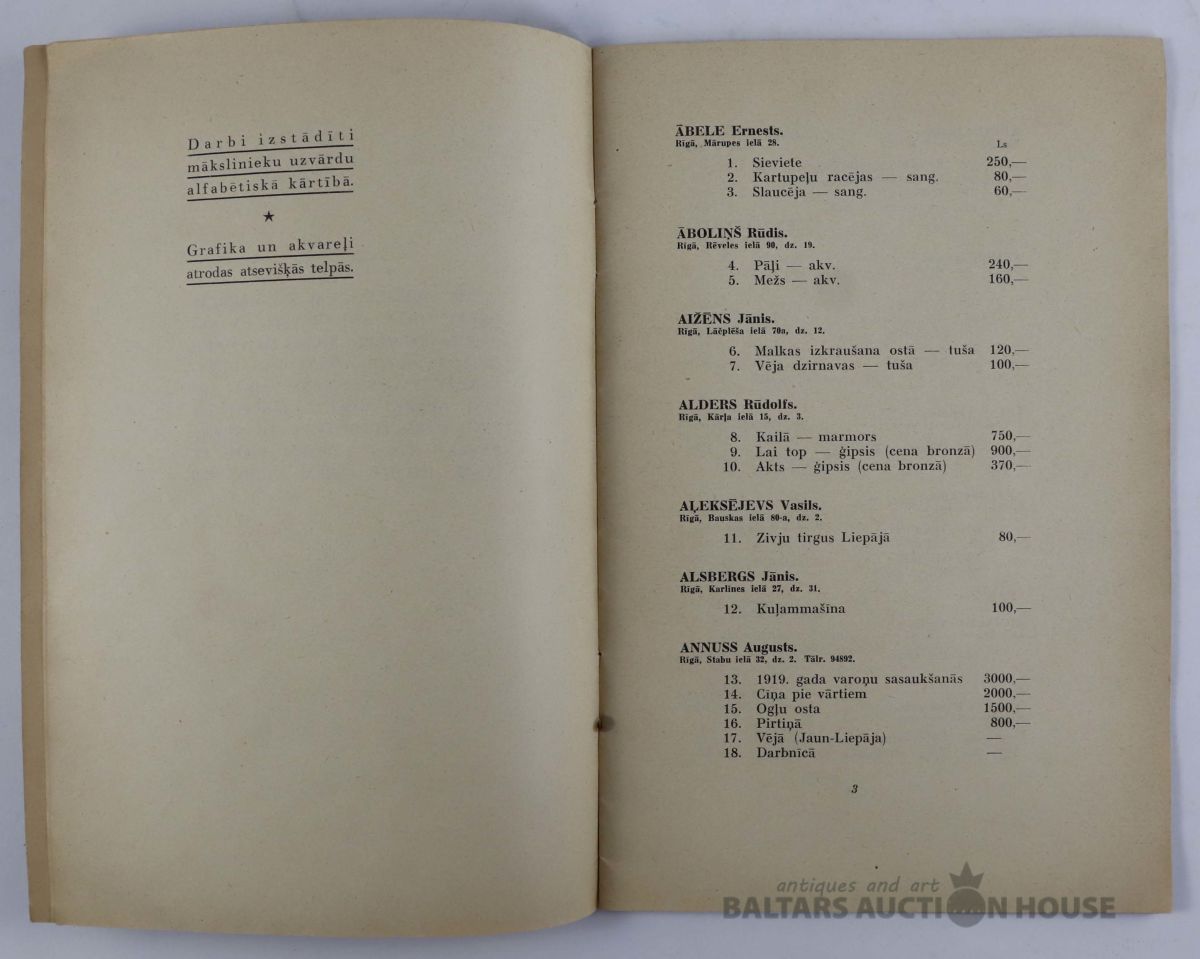 Darbi izstādīti
mākslinieku uzvārdu
alfabētiskā kārtībā.
★
Grafika un akvareļi
atrodas atsevišķās telpās.
ĀBELE Ernests.
Rīgā, Mārupes ielā 28. Ls
1. Sieviete 250,—
2. Kartupeļu racējas — sang. 80,—
3. Slaucēja — sang. 60,—
ĀBOLIŅŠ Rūdis.
Rīgā, Rēveles ielā 90, dz. 19.
4. Pāļi — akv. 240,—
5. Mežs — akv. 160,—
AIŽĒNS Jānis.
Rīgā, Lāčplēša ielā 70a, dz. 12.
6. Malkas izkraušana ostā — tuša 120,—
7. Vēja dzirnavas — tuša 100,—
ALDERS Rūdolfs.
Rīgā, Kārļa ielā 15, dz. 3.
8. Kailā — marmors 750,—
9. Lai top — ģipsis (cena bronzā) 900,—
10. Akts — ģipsis (cena bronzā) 370,—
AĻEKSĒJEVS Vasils.
Rīgā, Bauskas ielā 80-a, dz. 2.
11. Zivju tirgus Liepājā 80,—
ALSBERGS Jānis.
Rīgā, Karlīnes ielā 27, dz. 31.
12. Kuļammašīna 100,—
ANNUSS Augusts.
Rīgā, Stabu ielā 32, dz. 2. Tālr. 94892.
13. 1919. gada varoņu sasaukšanās 3000,—
14. Cīņa pie vārtiem 2000,—
15. Ogļu osta 1500,—
16. Pirtiņā 800,—
17. Vējā (Jaun-Liepāja) —
18. Darbnīcā —
3
antiques and art
BALTARS AUCTION HOUSE